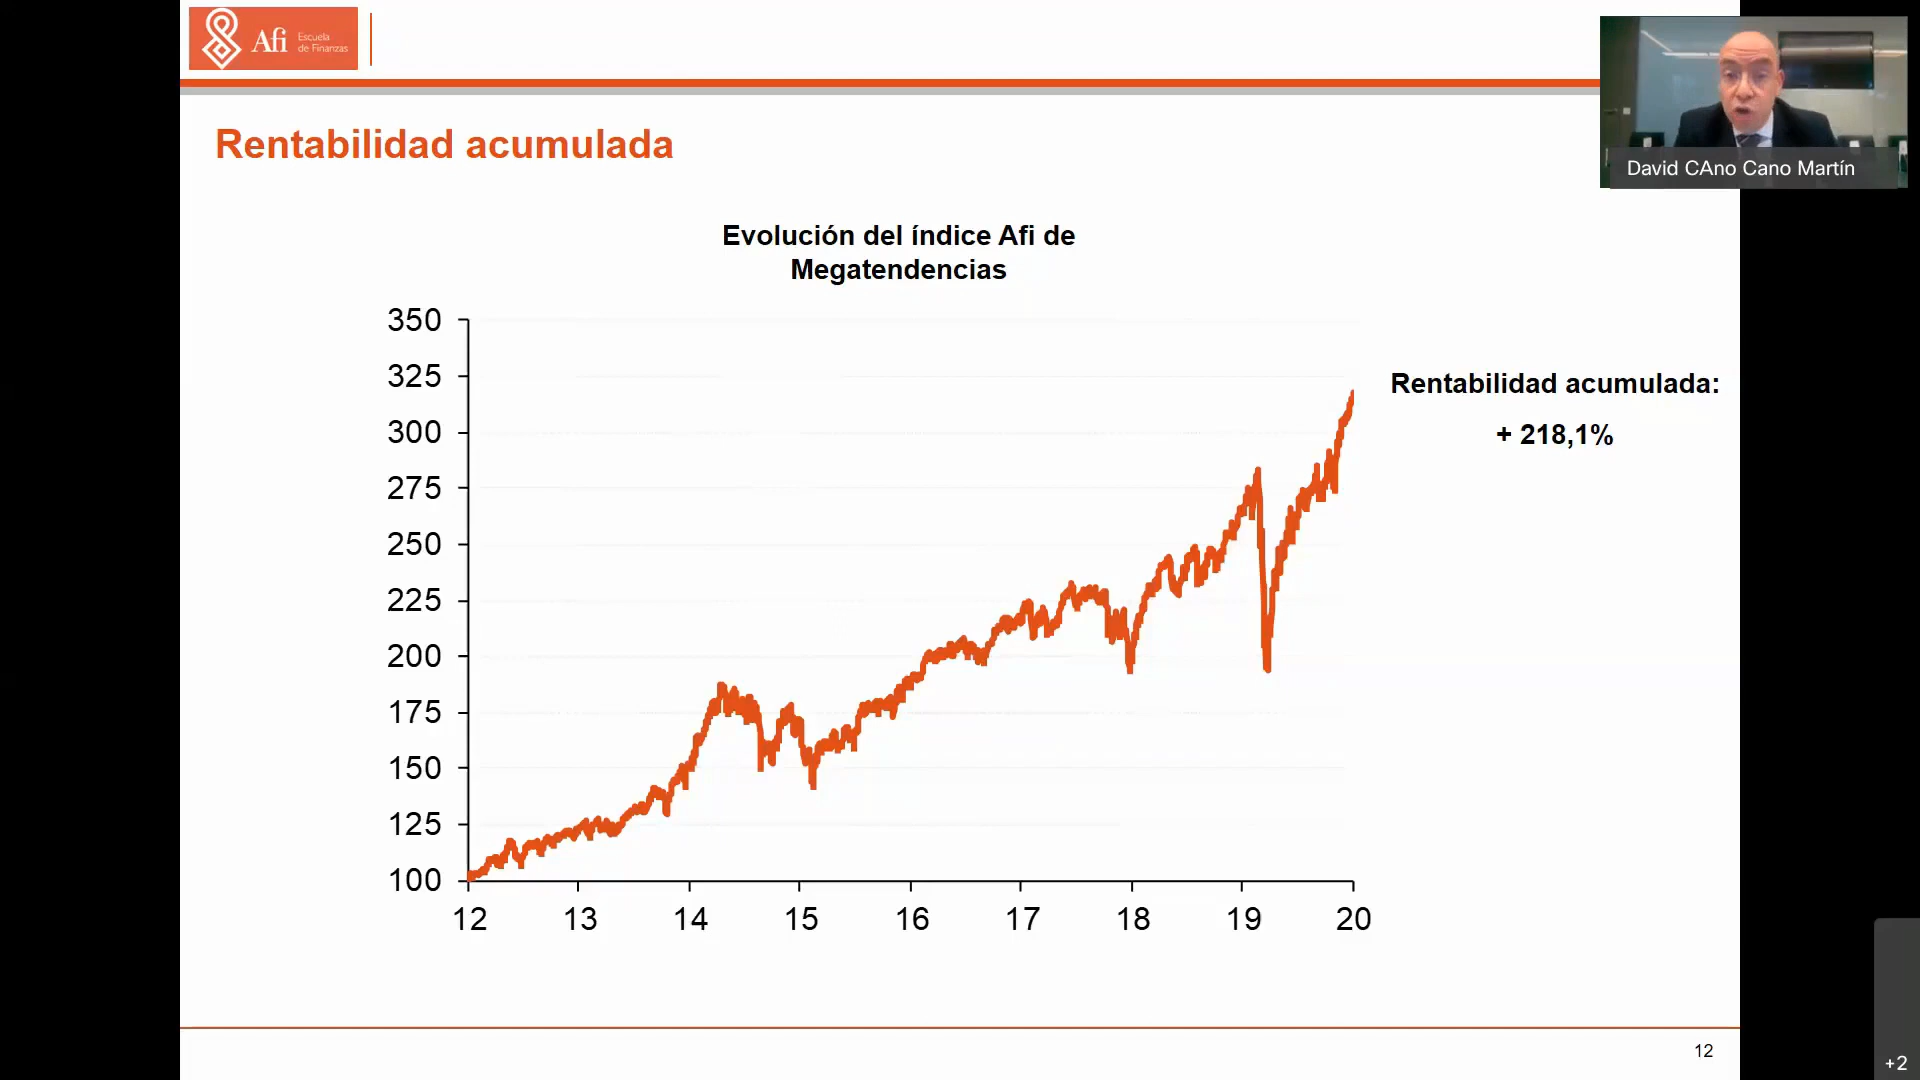 Afi Escuela
de Finanzas
David CAno Cano Martín
Rentabilidad acumulada
Evolución del índice Afi de
Megatendencias
350
325
300
275
250
225
200
175
150
125
100
12 13 14 15 16 17 18 19 20
Rentabilidad acumulada:
+ 218,1%
12
+2